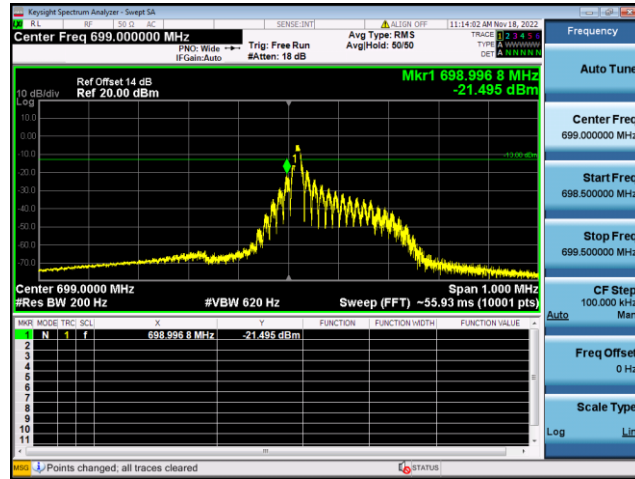 Keysight Spectrum Analyzer - Swept SA
RL RF 50 Ω AC SENSE:INT ALIGN OFF 11:14:02 AM Nov 18, 2022
Center Freq 699.000000 MHz
PNO: Wide
IFGain:Auto
Trig: Free Run
#Atten: 18 dB
Avg Type: RMS
Avg|Hold: 50/50
TRACE 1 2 3 4 5 6
TYPE A WWWWW
DET A NNNNN
Ref Offset 14 dB
10 dB/div Ref 20.00 dBm
Log
Mkr1 698.996 8 MHz
-21.495 dBm
10.0
0.00
-10.0
-20.0
-30.0
-40.0
-50.0
-60.0
-70.0
1
-13.00 dBm
Center 699.0000 MHz Span 1.000 MHz
#Res BW 200 Hz #VBW 620 Hz Sweep (FFT) ~55.93 ms (10001 pts)
MKR MODE TRC SCL X Y FUNCTION FUNCTION WIDTH FUNCTION VALUE
1 N 1 f 698.996 8 MHz -21.495 dBm
2
3
4
5
6
7
8
9
10
11
MSG Points changed; all traces cleared STATUS
Frequency
Auto Tune
Center Freq
699.000000 MHz
Start Freq
698.500000 MHz
Stop Freq
699.500000 MHz
CF Step
100.000 kHz
Auto Man
Freq Offset
0 Hz
Scale Type
Log Lin